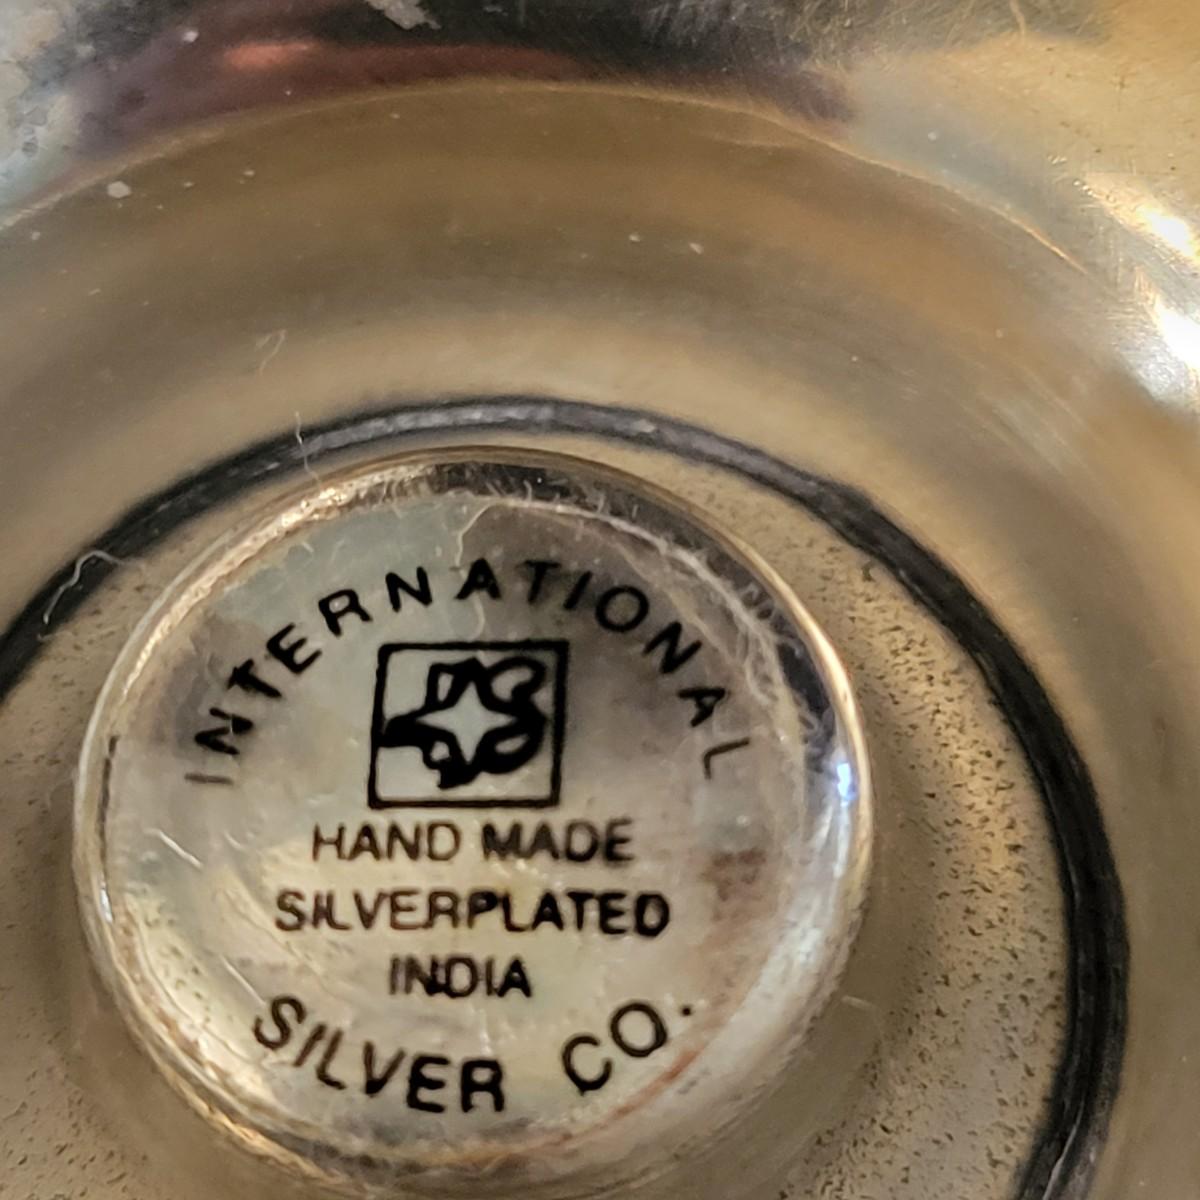 INTERNATIONAL
HAND MADE
SILVERPLATED
INDIA
SILVER CO.